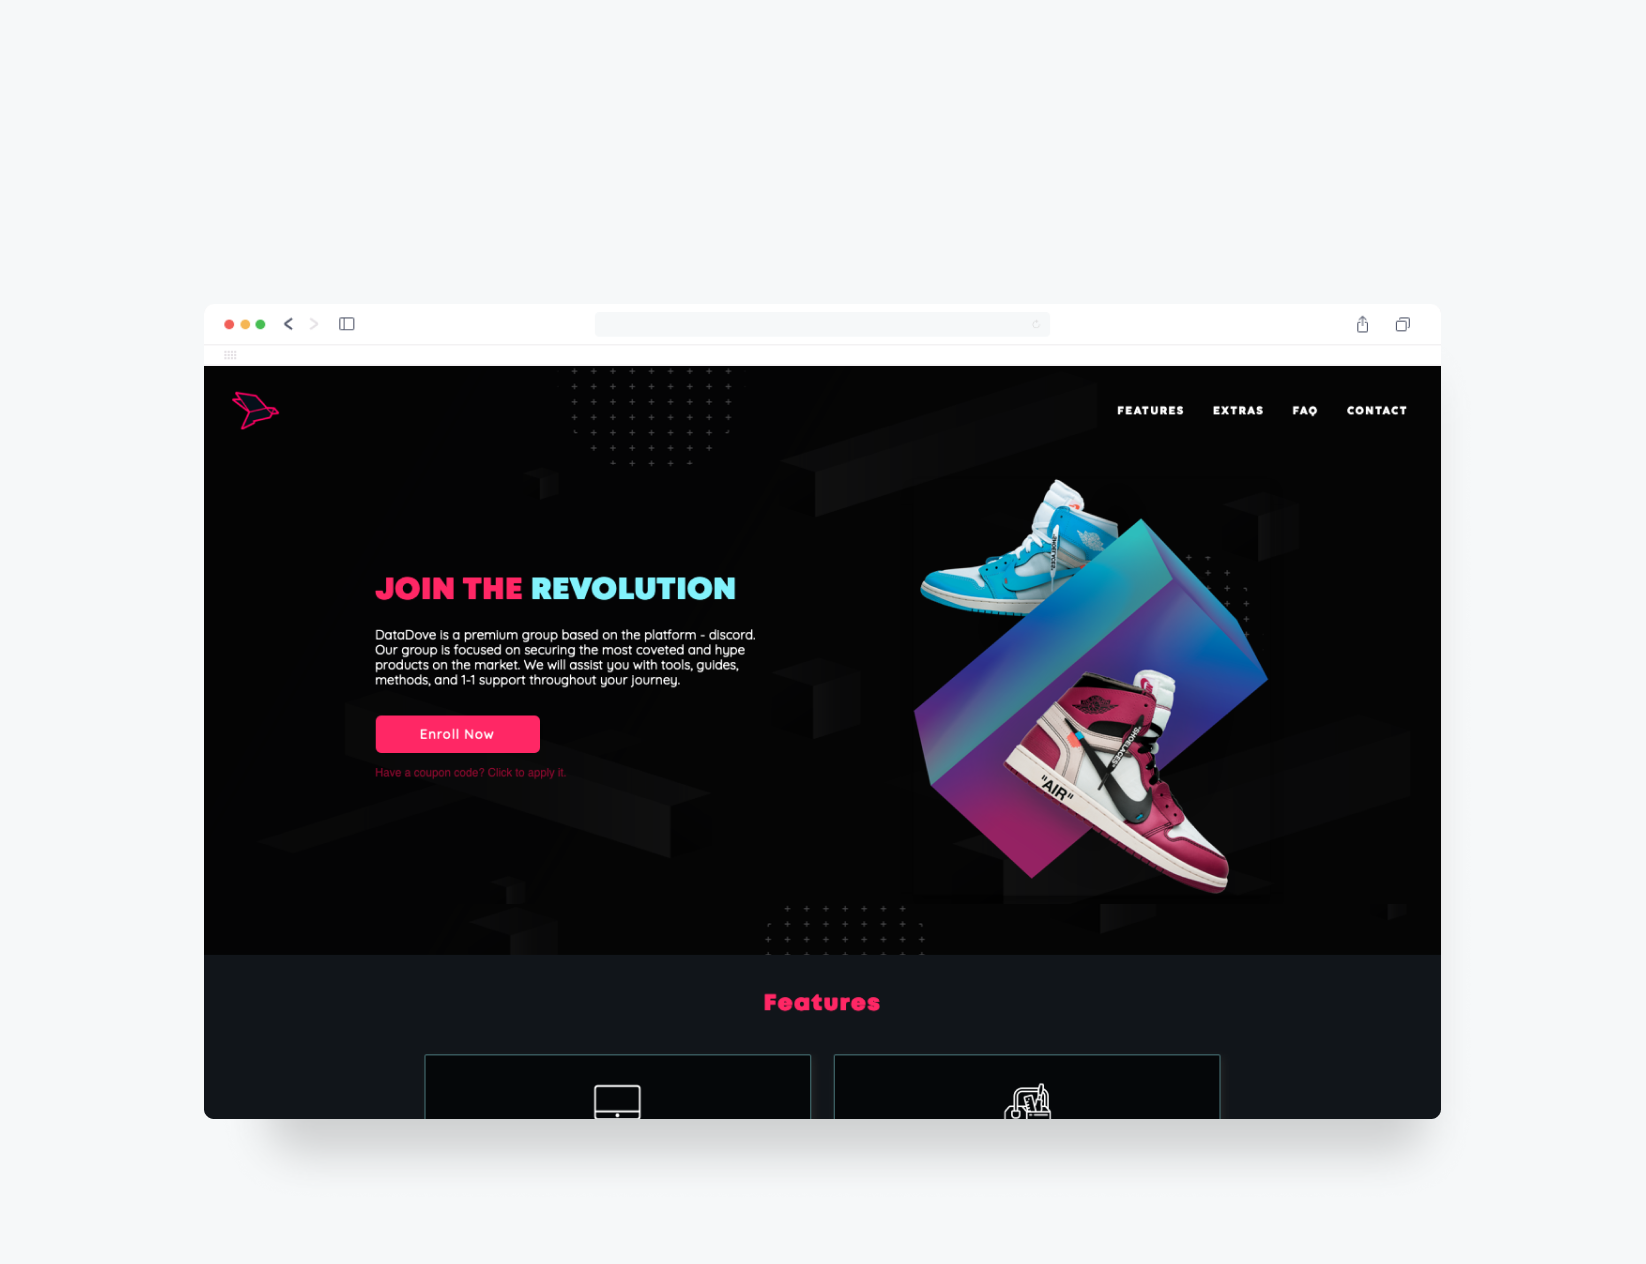 FEATURES EXTRAS FAQ CONTACT
JOIN THE REVOLUTION
DataDove is a premium group based on the platform - discord.
Our group is focused on securing the most coveted and hype
products on the market. We will assist you with tools, guides,
methods, and 1-1 support throughout your journey.
Enroll Now
Have a coupon code? Click to apply it.
"SHOELACES"
"AIR"
Features